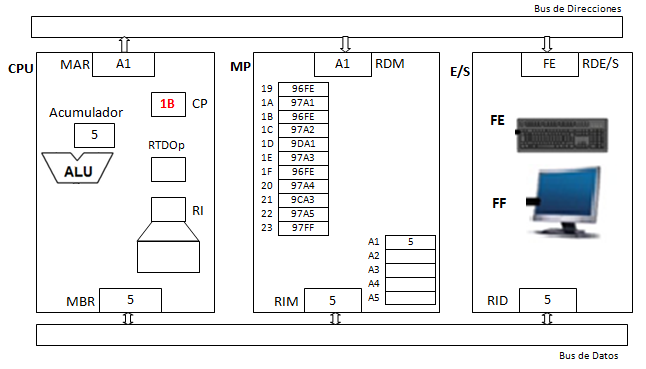 Bus de Direcciones
CPU
MAR
A1
1B
CP
Acumulador
5
ALU
RTDOp
RI
MBR
5
MP
A1
RDM
19 96FE
1A 97A1
1B 96FE
1C 97A2
1D 9DA1
1E 97A3
1F 96FE
20 97A4
21 9CA3
22 97A5
23 97FF
A1 5
A2
A3
A4
A5
RIM
5
E/S
FE
RDE/S
FE
FF
RID
5
Bus de Datos